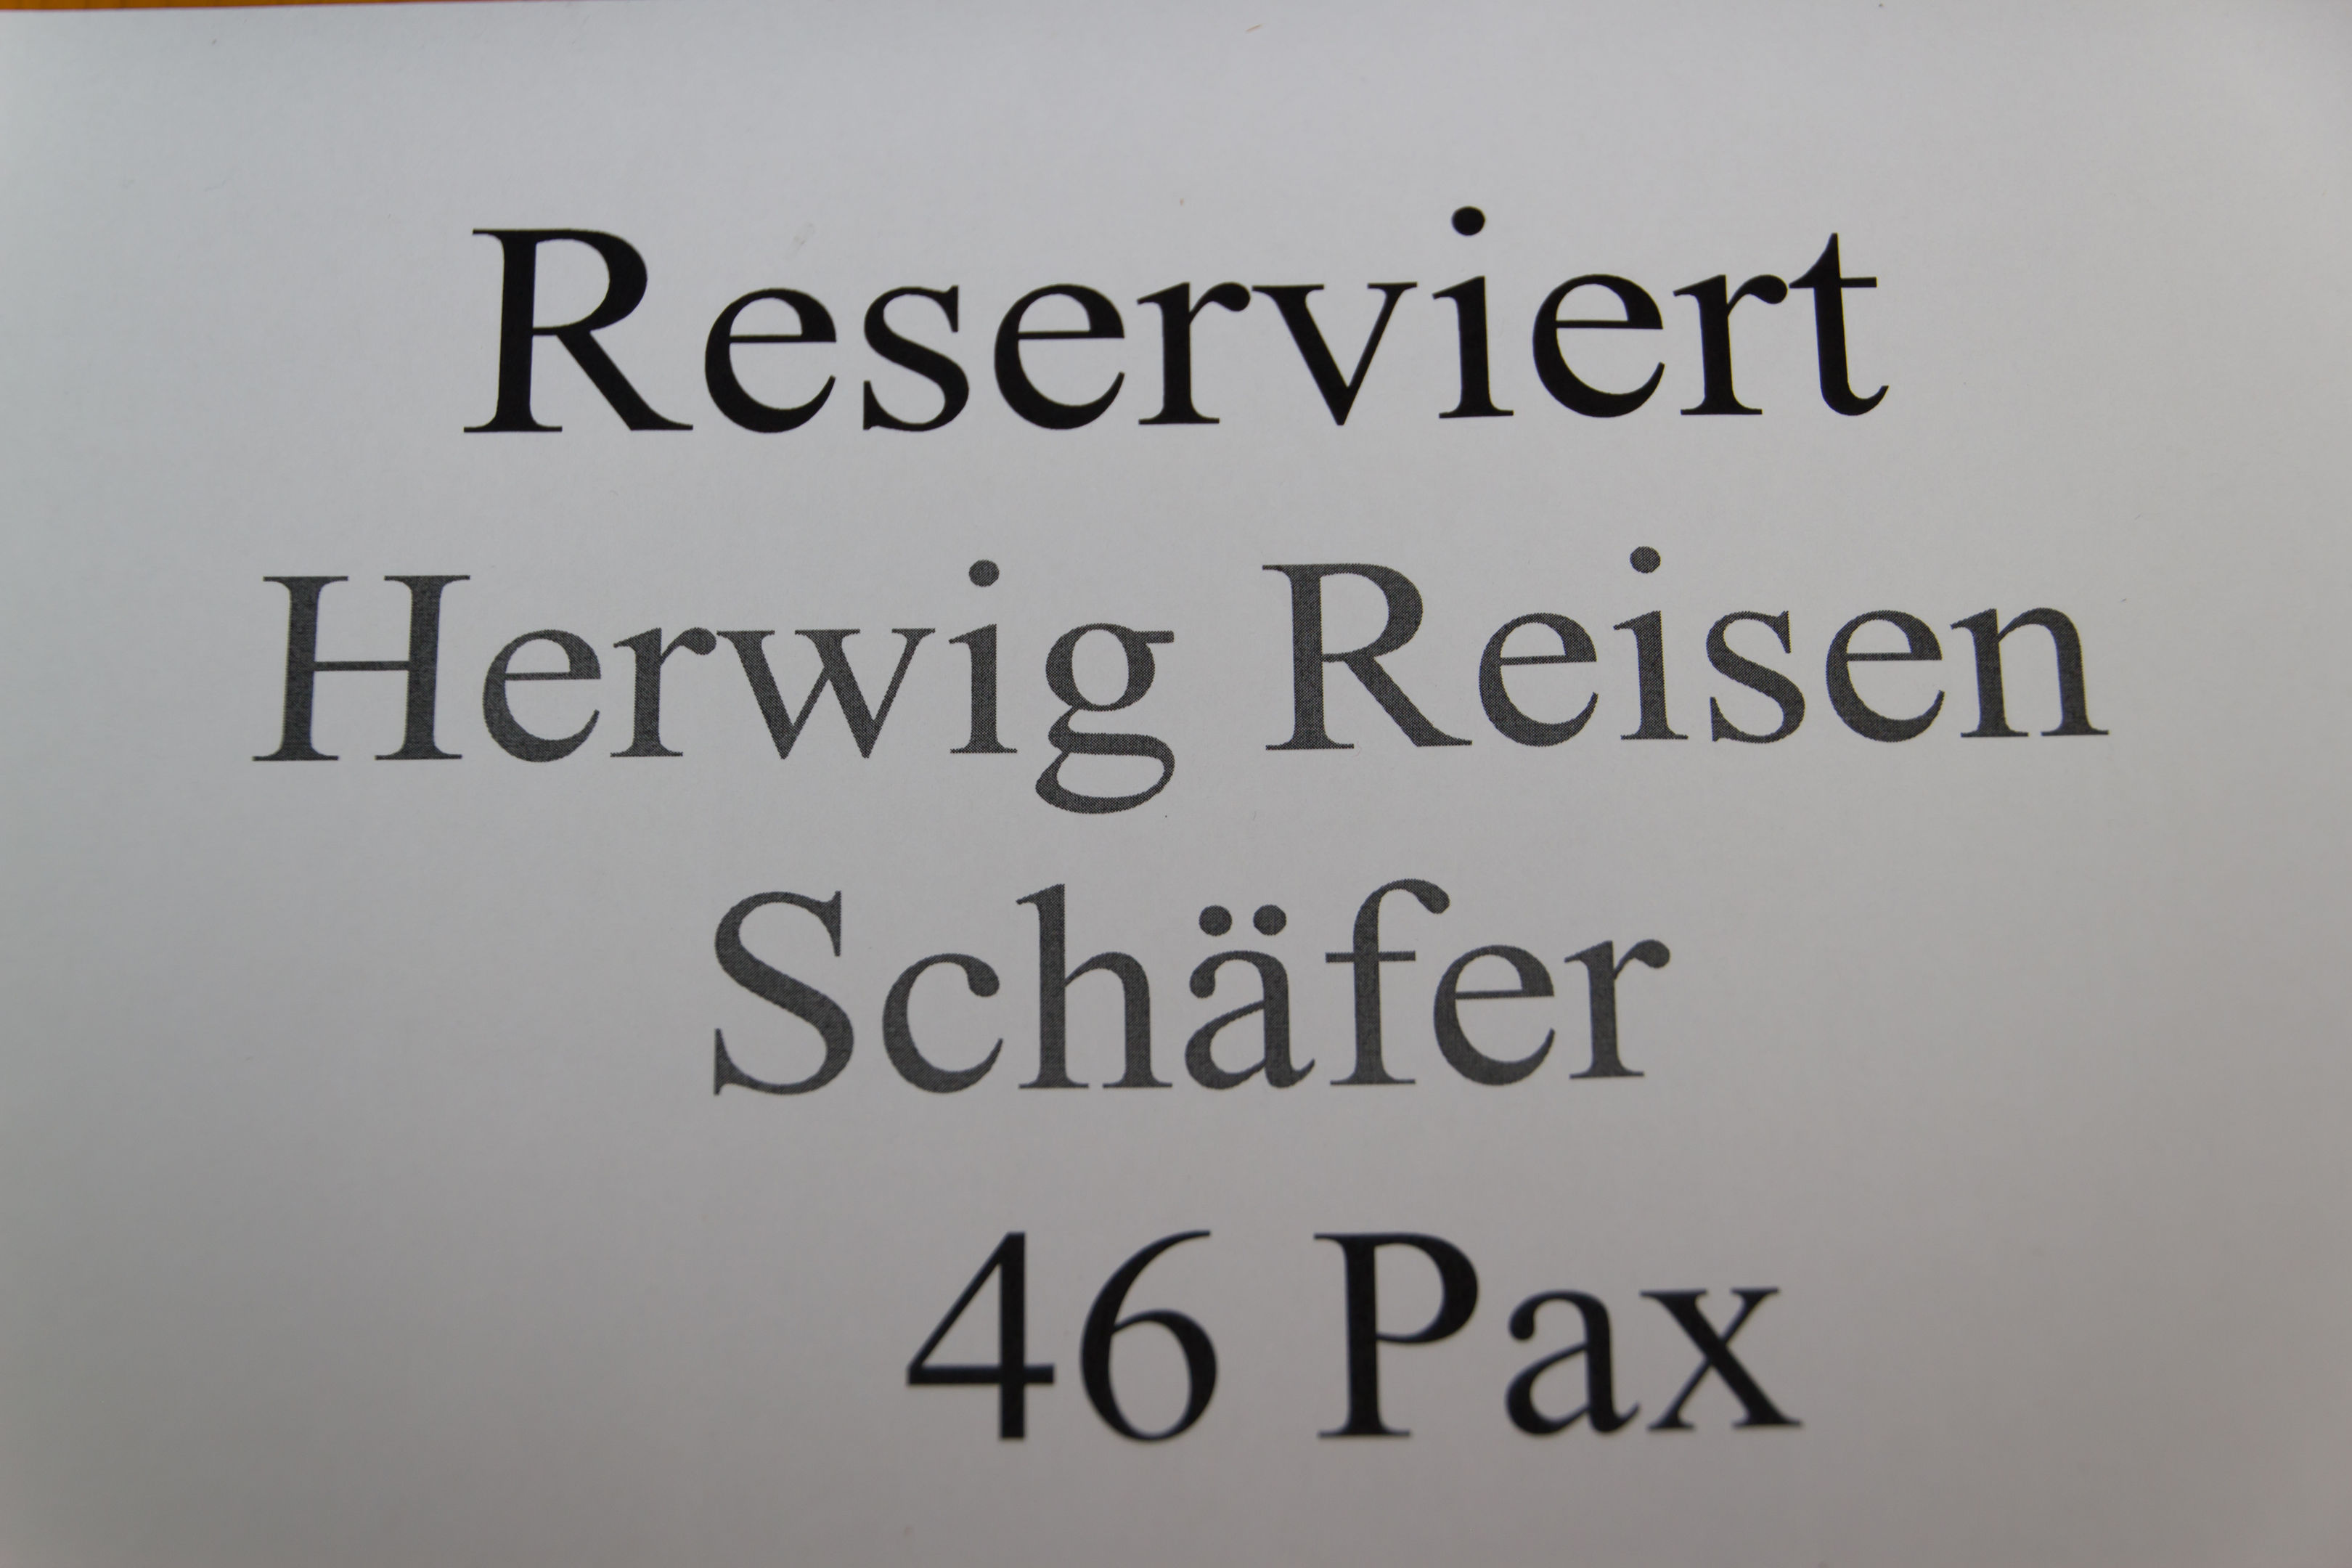 Reserviert
Herwig Reisen
Schäfer
46 Pax